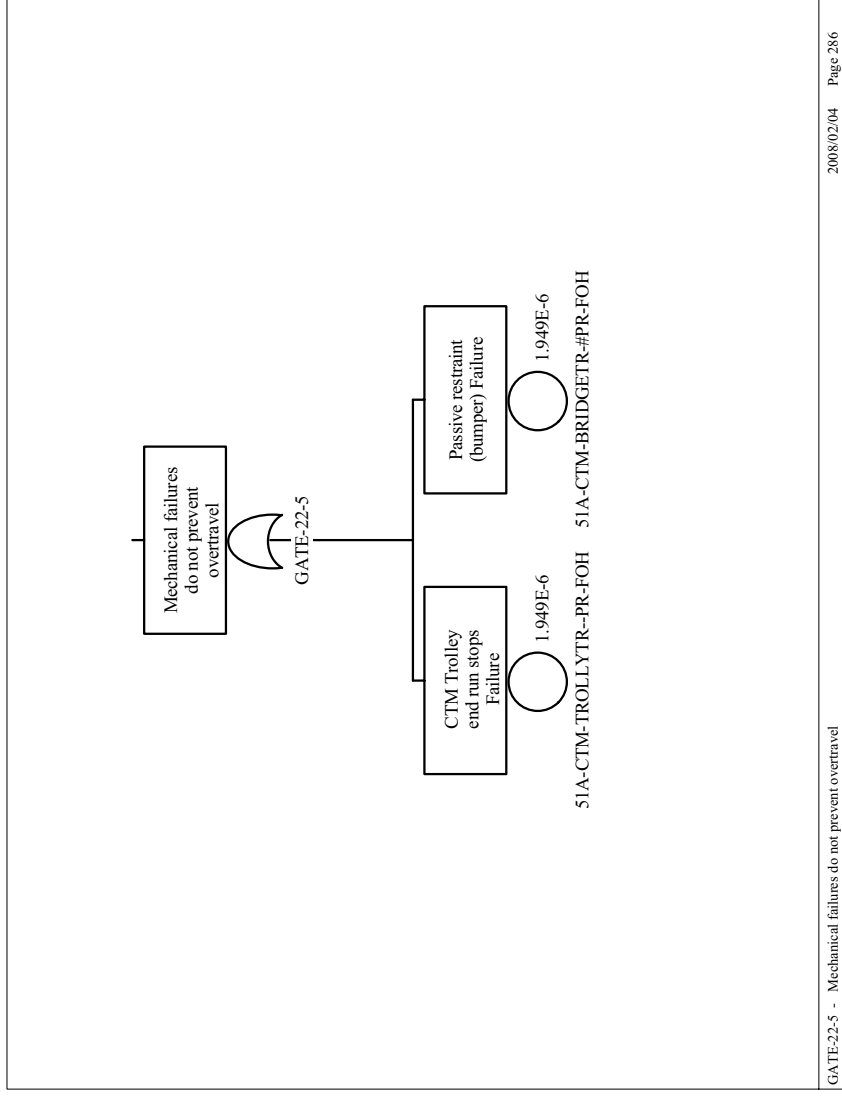 Mechanical failures
do not prevent
overtravel
GATE-22-5
CTM Trolley
end run stops
Failure
1.949E-6
51A-CTM-TROLLYTR--PR-FOH
Passive restraint
(bumper) Failure
1.949E-6
51A-CTM-BRIDGETR-#PR-FOH
GATE-22-5 - Mechanical failures do not prevent overtravel
2008/02/04 Page 286